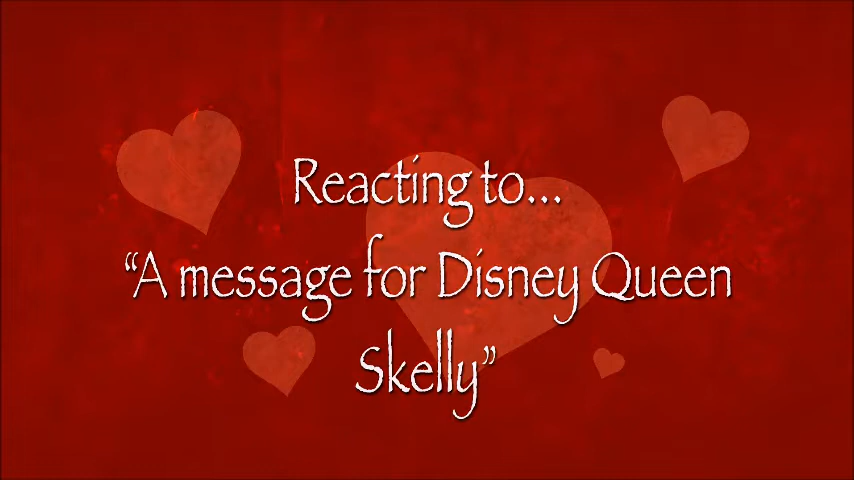 Reacting to...
“A message for Disney Queen
Skelly”